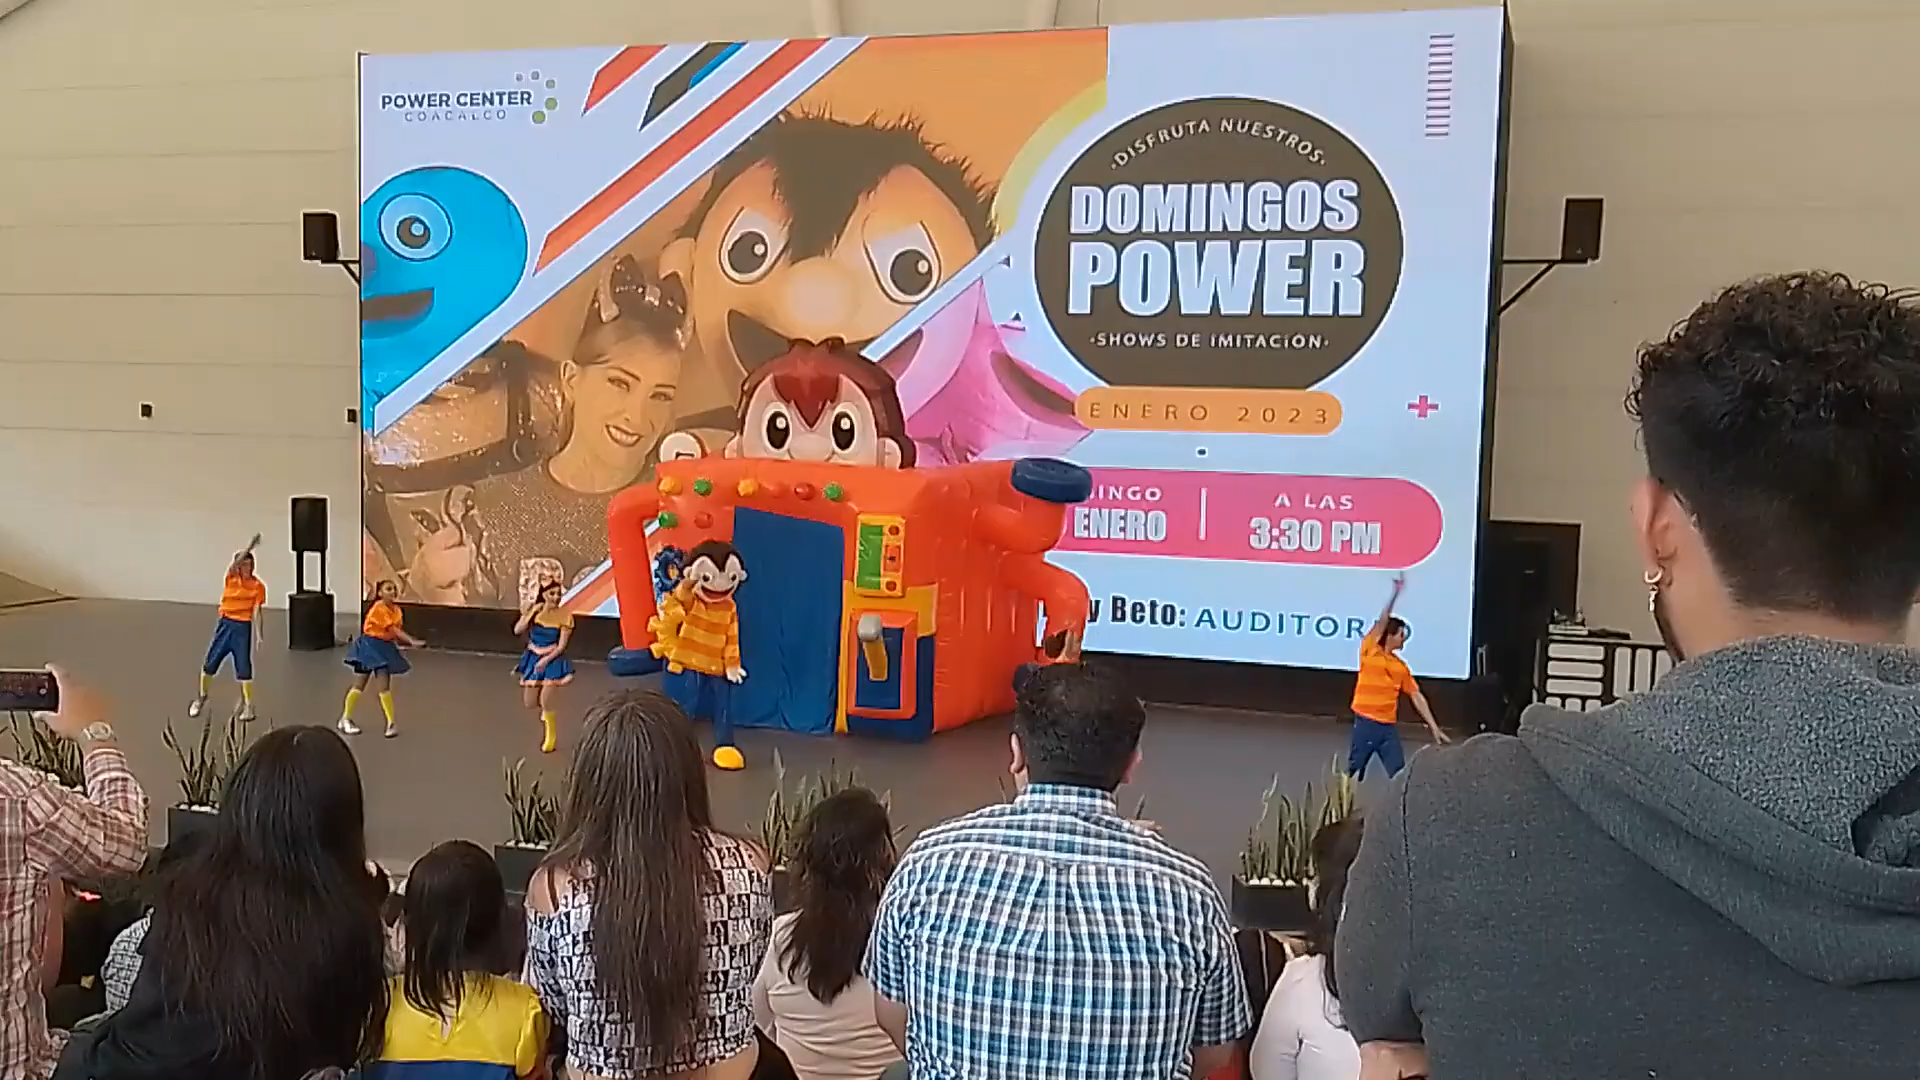 POWER CENTER
COACALCO
·DISFRUTA NUESTROS·
DOMINGOS
POWER
·SHOWS DE IMITACIÓN·
ENERO 2023
INGO
ENERO
A LAS
3:30 PM
y Beto: AUDITOR